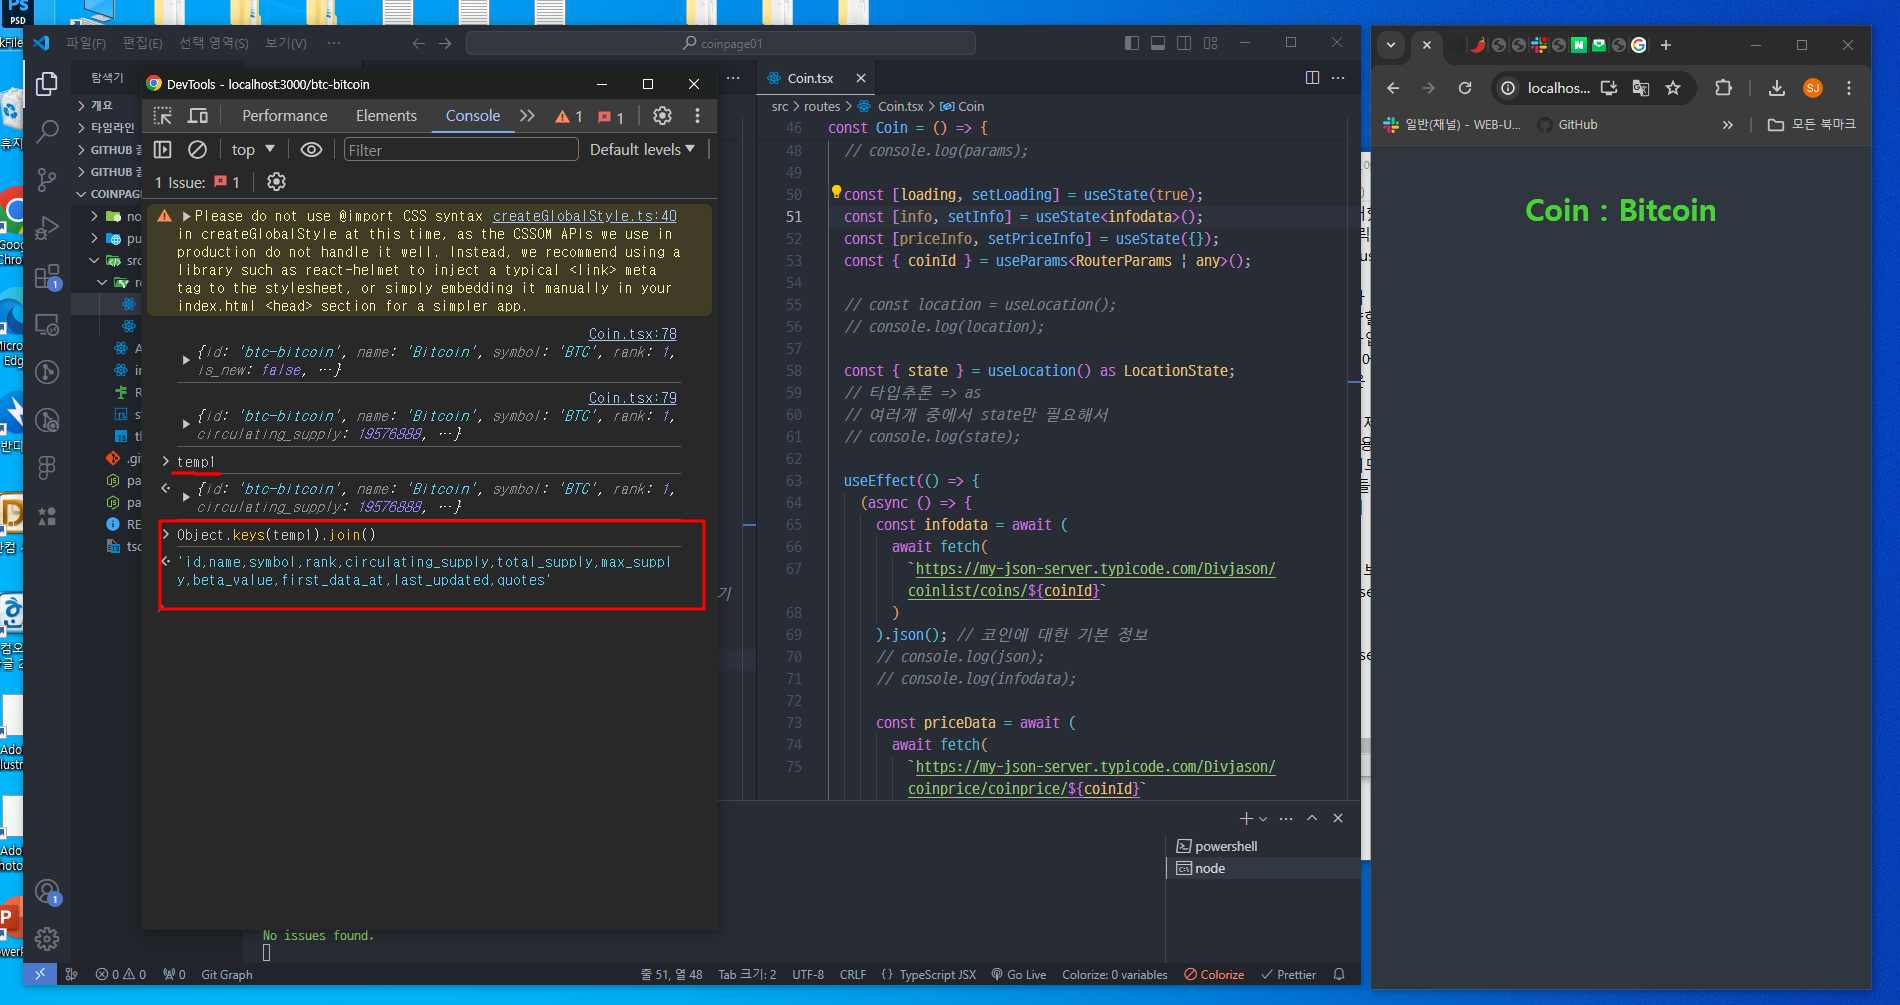 PSD
파일(F) 편집(E) 선택 영역(S) 보기(V) ···
coinpage01
탐색기
개요
타임라인
DevTools - localhost:3000/btc-bitcoin
Performance Elements Console 1 1
top Filter Default levels
1 Issue: 1
Please do not use @import CSS syntax createGlobalStyle.ts:40
in createGlobalStyle at this time, as the CSSOM APIs we use in
production do not handle it well. Instead, we recommend using a
library such as react-helmet to inject a typical <link> meta
tag to the stylesheet, or simply embedding it manually in your
index.html <head> section for a simpler app.
Coin.tsx:78
{id: 'btc-bitcoin', name: 'Bitcoin', symbol: 'BTC', rank: 1,
is_new: false, …}
Coin.tsx:79
{id: 'btc-bitcoin', name: 'Bitcoin', symbol: 'BTC', rank: 1,
circulating_supply: 19576888, …}
> temp1
{id: 'btc-bitcoin', name: 'Bitcoin', symbol: 'BTC', rank: 1,
circulating_supply: 19576888, …}
> Object.keys(temp1).join()
'id,name,symbol,rank,circulating_supply,total_supply,max_suppl
y,beta_value,first_data_at,last_updated,quotes'
Coin.tsx
src > routes > Coin.tsx > Coin
46 const Coin = () => {
48 // console.log(params);
49
50 const [loading, setLoading] = useState(true);
51 const [info, setInfo] = useState<infodata>();
52 const [priceInfo, setPriceInfo] = useState({});
53 const { coinId } = useParams<RouterParams | any>();
54
55 // const location = useLocation();
56 // console.log(location);
57
58 const { state } = useLocation() as LocationState;
59 // 타입추론 => as
60 // 여러개 중에서 state만 필요해서
61 // console.log(state);
62
63 useEffect(() => {
64 (async () => {
65 const infodata = await (
66 await fetch(
67 `https://my-json-server.typicode.com/Divjason/
coinlist/coins/${coinId}`
68 )
69 ).json(); // 코인에 대한 기본 정보
70 // console.log(json);
71 // console.log(infodata);
72
73 const priceData = await (
74 await fetch(
75 `https://my-json-server.typicode.com/Divjason/
coinprice/coinprice/${coinId}`
powershell
node
No issues found.
0 0 0 Git Graph
줄 51, 열 48 Tab 크기: 2 UTF-8 CRLF {} TypeScript JSX Go Live Colorize: 0 variables Colorize Prettier
localhos...
SJ
일반(채널) - WEB-U... GitHub » 모든 북마크
Coin : Bitcoin